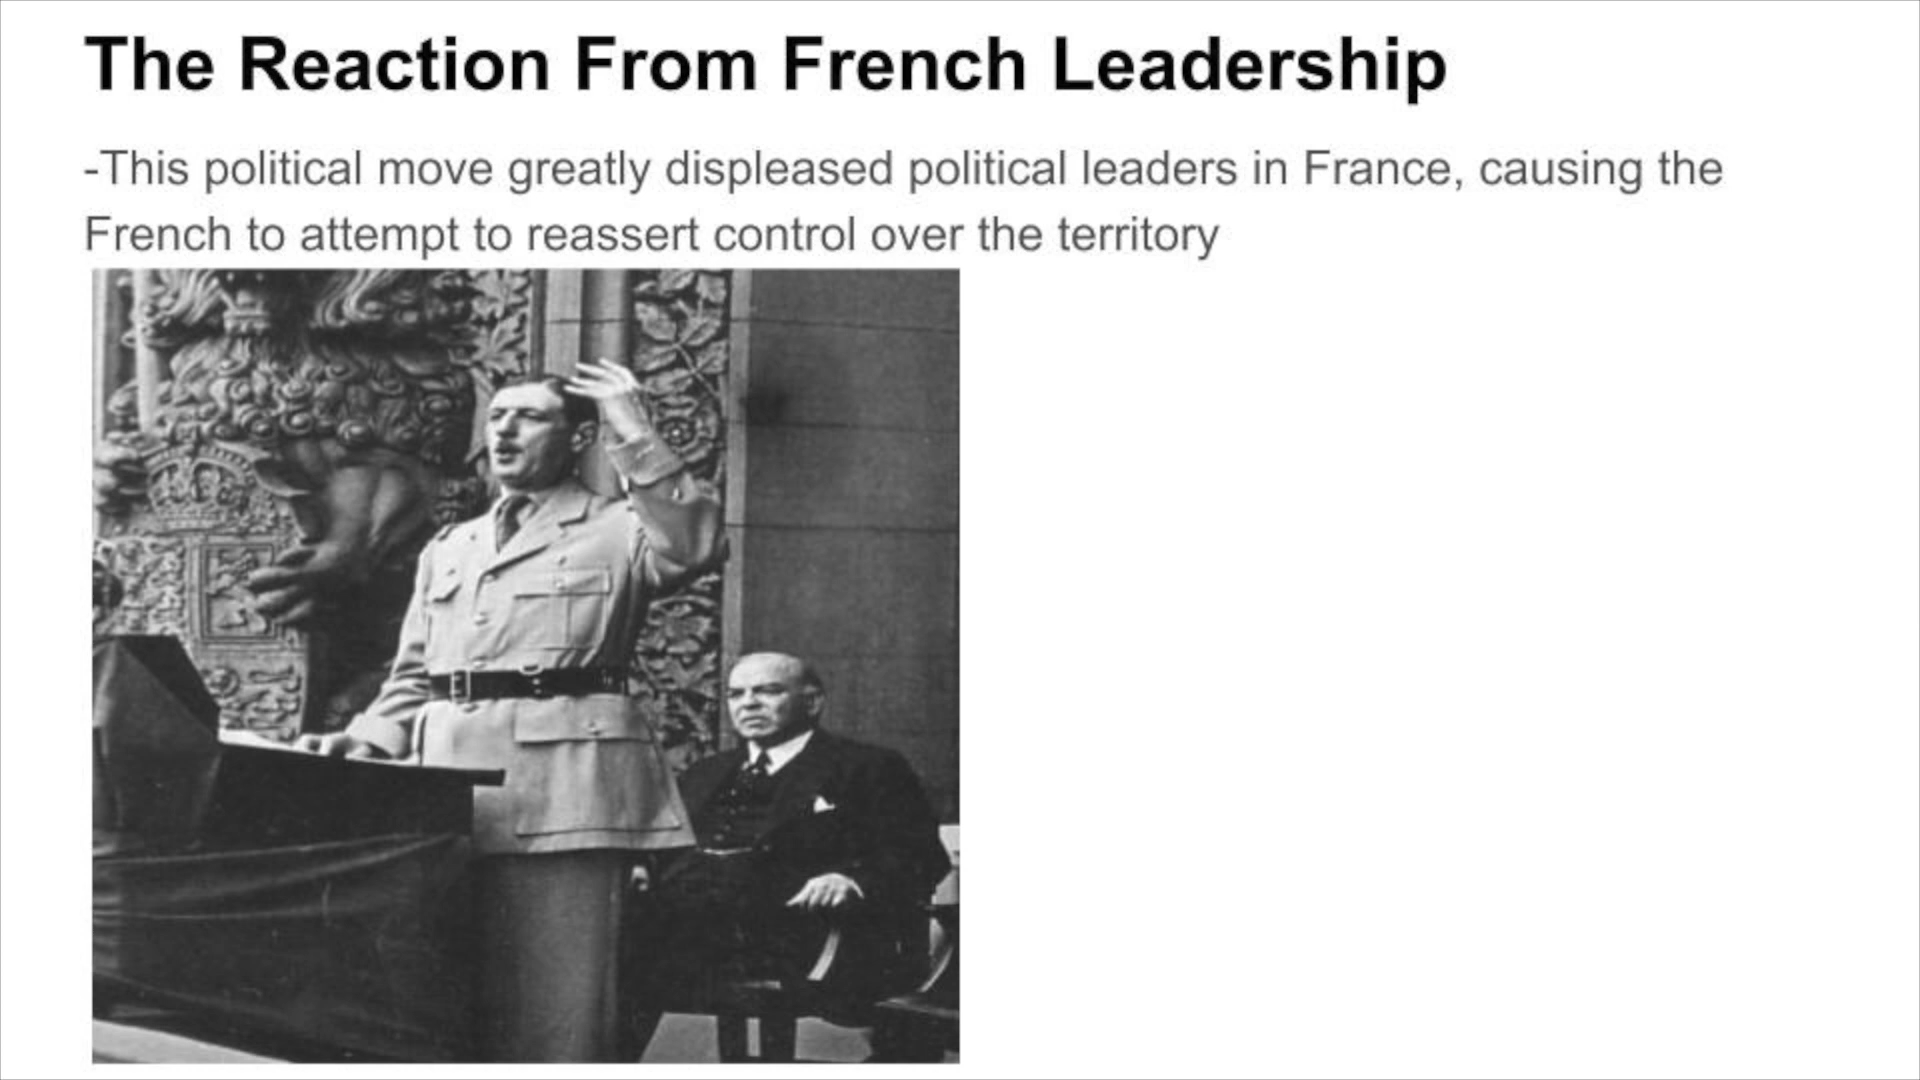 The Reaction From French Leadership
-This political move greatly displeased political leaders in France, causing the
French to attempt to reassert control over the territory